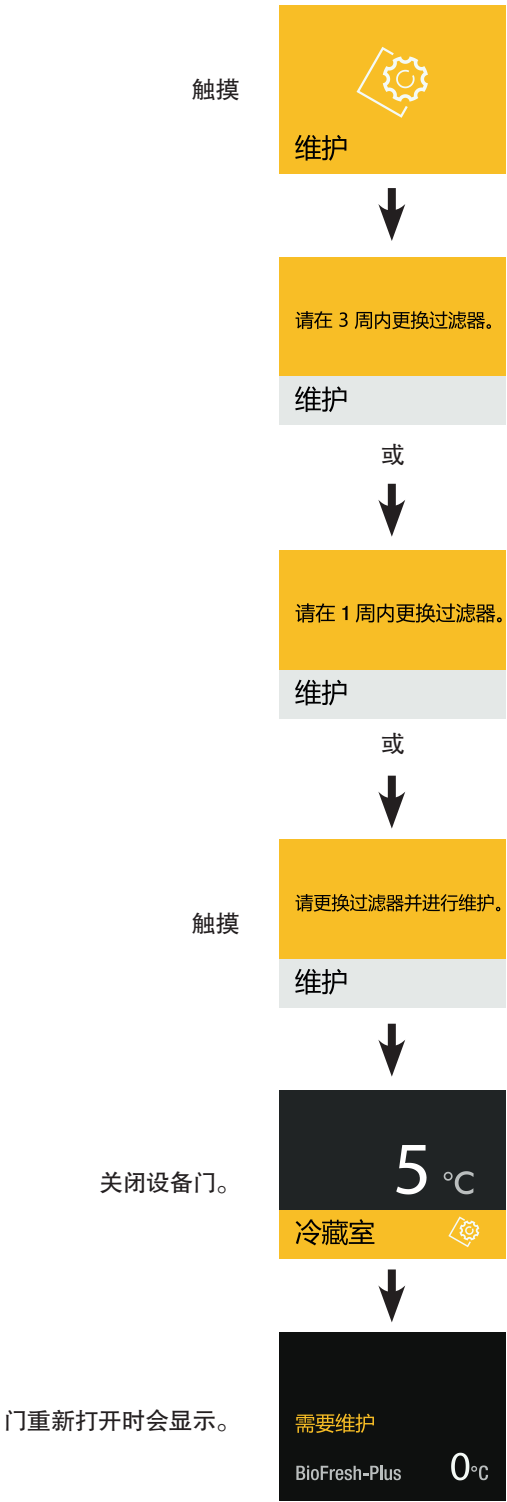 触摸
维护
请在 3 周内更换过滤器。
维护
或
请在 1 周内更换过滤器。
维护
或
请更换过滤器并进行维护。
触摸
维护
5 °C
关闭设备门。
冷藏室
门重新打开时会显示。
需要维护
BioFresh-Plus 0°C